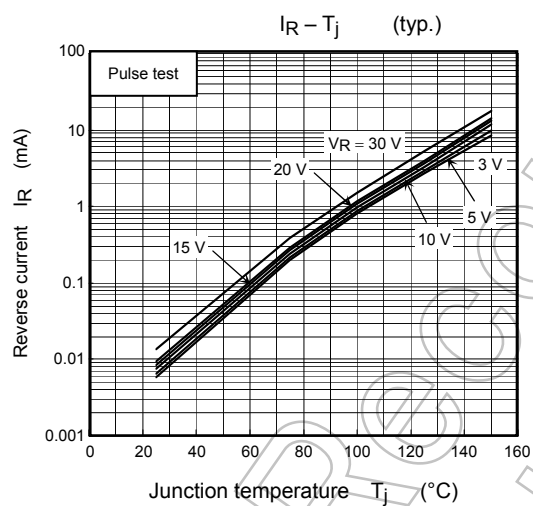 IR – Tj (typ.)
100
Pulse test
10
VR = 30 V
20 V
3 V
1
5 V
10 V
15 V
0.1
0.01
0.001
0 20 40 60 80 100 120 140 160
Reverse current IR (mA)
Junction temperature Tj (°C)